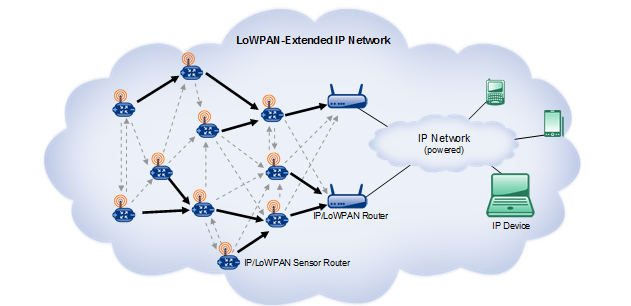 LoWPAN-Extended IP Network
IP Network
(powered)
IP/LoWPAN Router
IP Device
IP/LoWPAN Sensor Router